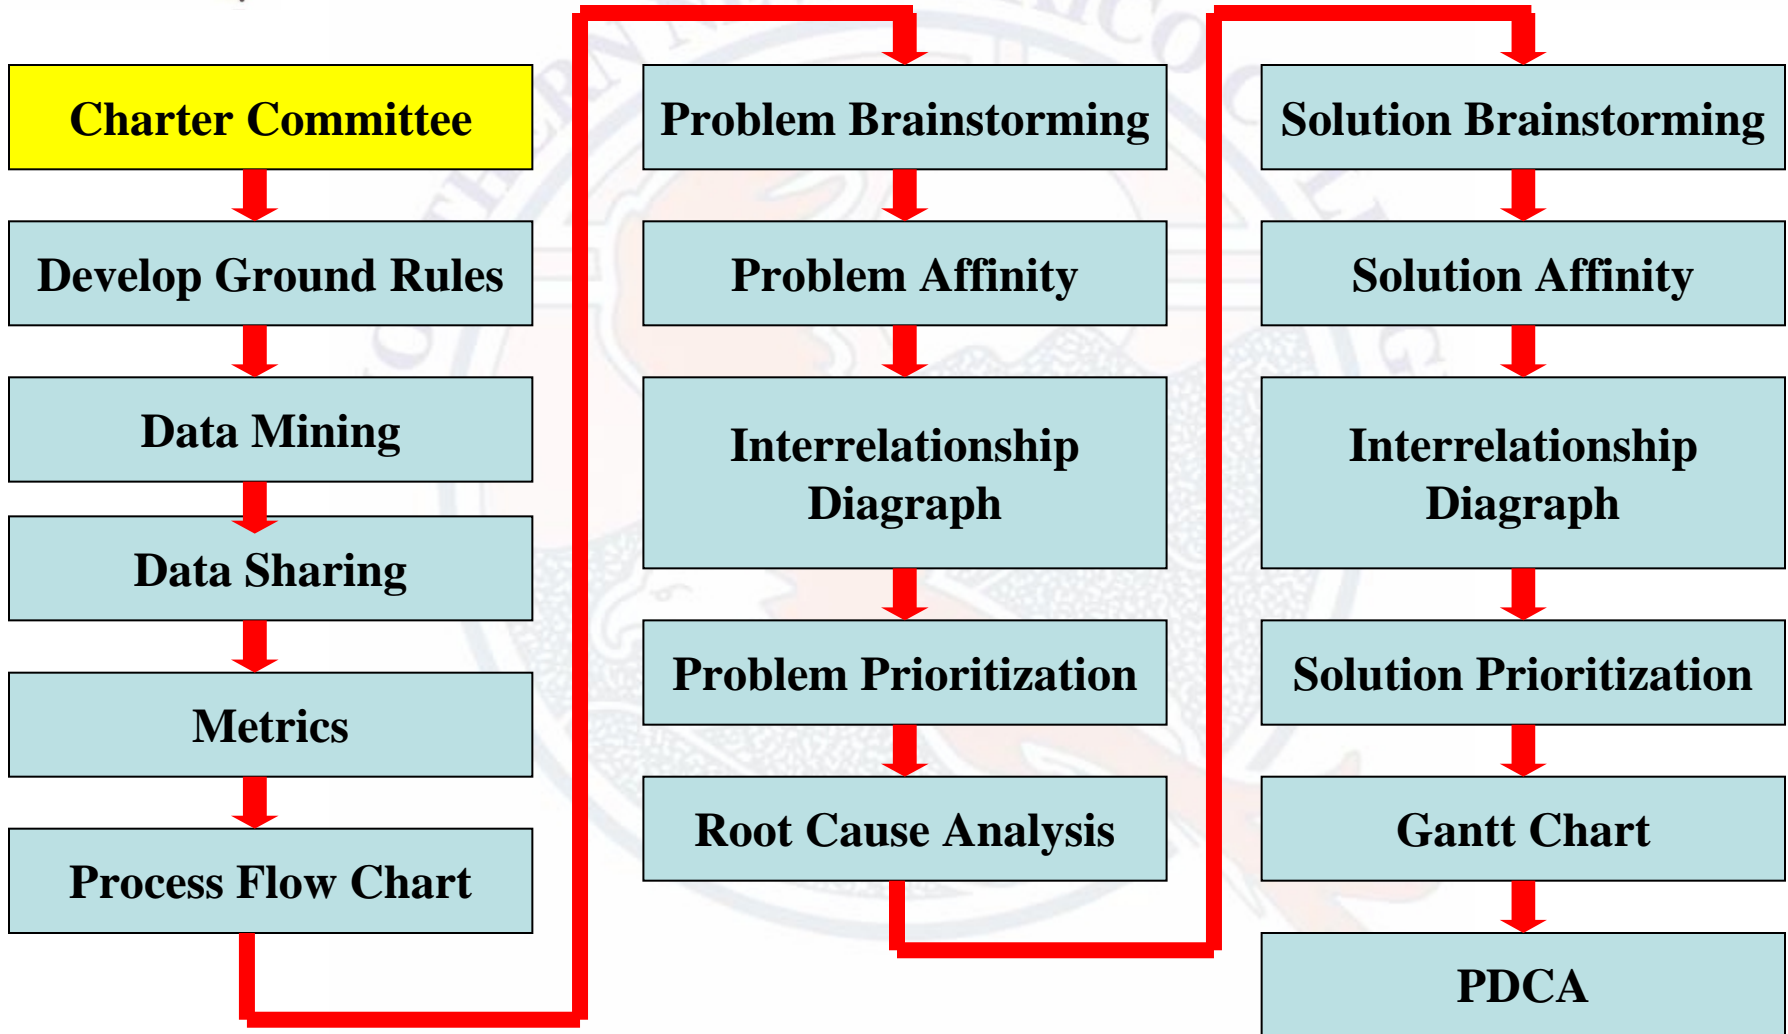 Charter Committee
Develop Ground Rules
Data Mining
Data Sharing
Metrics
Process Flow Chart
Problem Brainstorming
Problem Affinity
Interrelationship
Diagraph
Problem Prioritization
Root Cause Analysis
Solution Brainstorming
Solution Affinity
Interrelationship
Diagraph
Solution Prioritization
Gantt Chart
PDCA